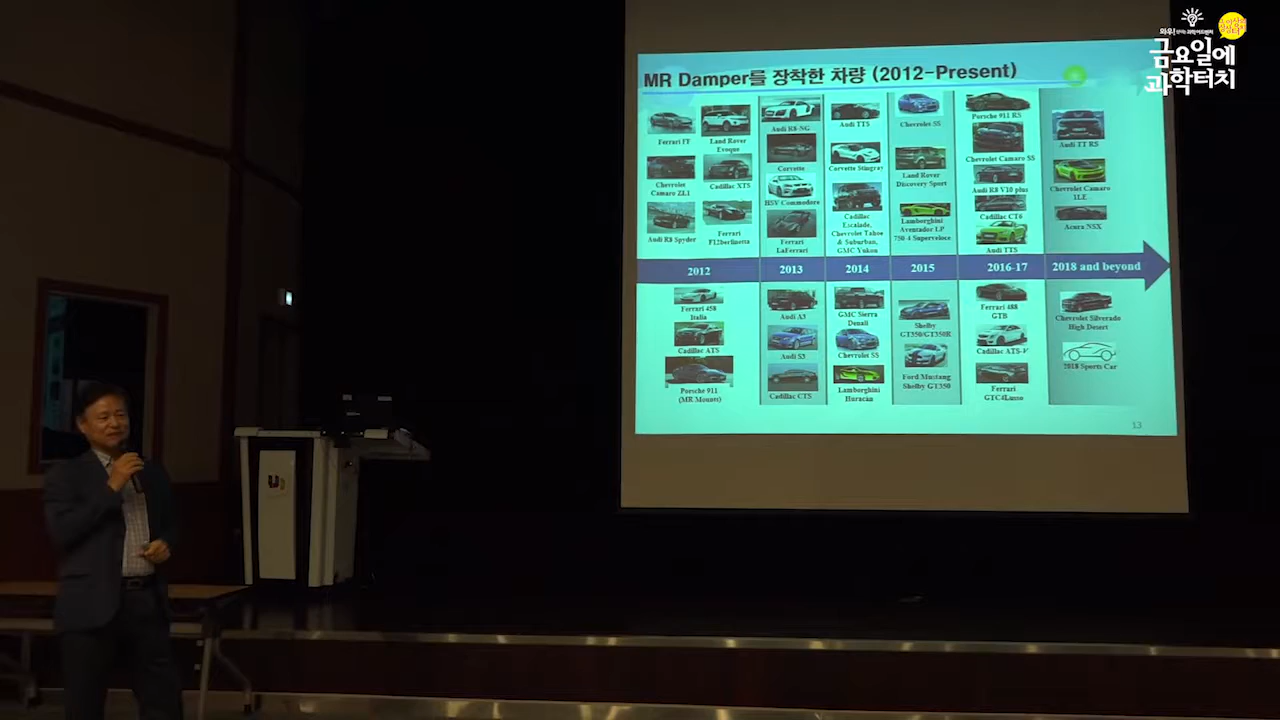 금요일에
과학터치
MR Damper를 장착한 차량 (2012-Present)
Ferrari FF
Land Rover
Evoque
Chevrolet
Camaro ZL1
Cadillac XTS
Audi R8 Spyder
Ferrari
F12berlinetta
Audi R8-NG
Corvette
HSV Commodore
Ferrari
LaFerrari
Audi TTS
Corvette Stingray
Cadillac
Escalade,
Chevrolet Tahoe
& Suburban,
GMC Yukon
Chevrolet SS
Land Rover
Discovery Sport
Lamborghini
Aventador LP
750-4 Superveloce
Porsche 911 RS
Chevrolet Camaro SS
Audi R8 V10 plus
Cadillac CT6
Audi TTS
Audi TT RS
Chevrolet Camaro
1LE
Acura NSX
2012
2013
2014
2015
2016-17
2018 and beyond
Ferrari 458
Italia
Cadillac ATS
Porsche 911
(MR Mounts)
Audi A3
Audi S3
Cadillac CTS
GMC Sierra
Denali
Chevrolet SS
Lamborghini
Huracán
Shelby
GT350/GT350R
Ford Mustang
Shelby GT350
Ferrari 488
GTB
Cadillac ATS-V
Ferrari
GTC4Lusso
Chevrolet Silverado
High Desert
2018 Sports Car
13